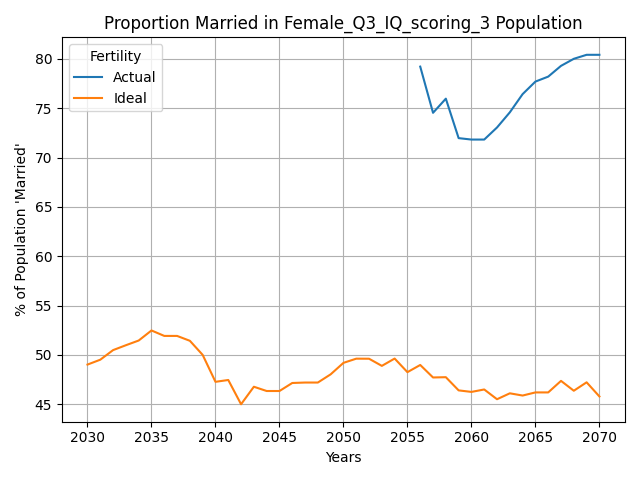 Proportion Married in Female_Q3_IQ_scoring_3 Population
Fertility
Actual
Ideal
% of Population 'Married'
80
75
70
65
60
55
50
45
2030 2035 2040 2045 2050 2055 2060 2065 2070
Years